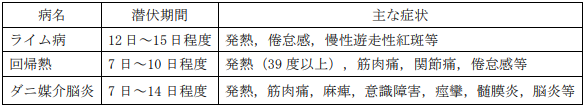 病名 潜伏期間 主な症状
ライム病 12日～15日程度 発熱，倦怠感，慢性遊走性紅斑等
回帰熱 7日～10日程度 発熱（39度以上），筋肉痛，関節痛，倦怠感等
ダニ媒介脳炎 7日～14日程度 発熱，筋肉痛，麻痺，意識障害，痙攣，髄膜炎，脳炎等